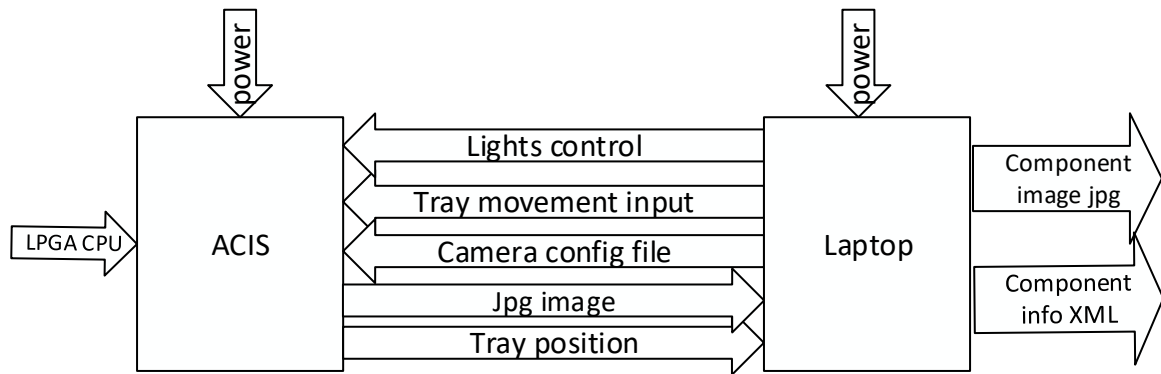 power
power
Lights control
Tray movement input
Camera config file
Jpg image
Tray position
LPGA CPU
ACIS
Laptop
Component
image jpg
Component
info XML